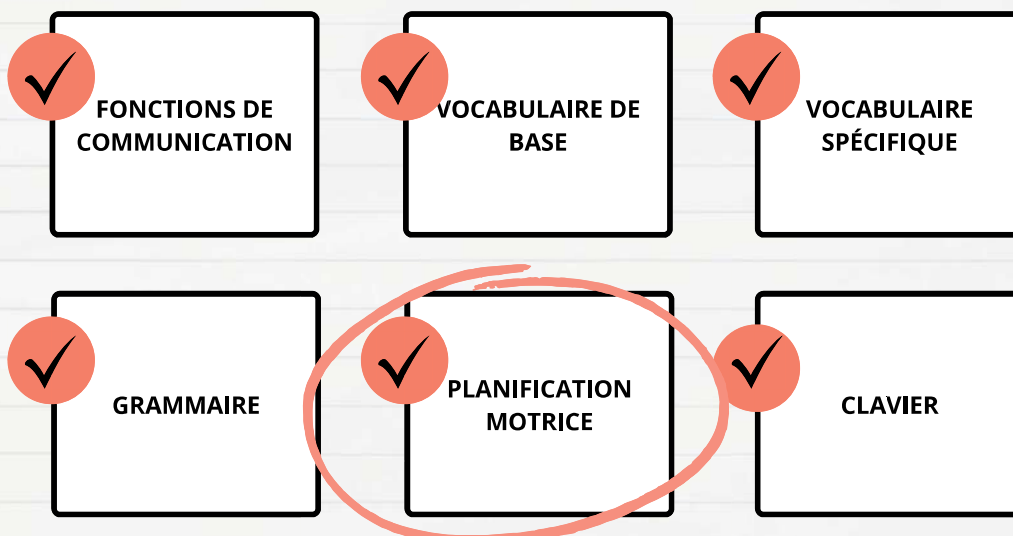 FONCTIONS DE
COMMUNICATION
VOCABULAIRE DE
BASE
VOCABULAIRE
SPÉCIFIQUE
GRAMMAIRE
PLANIFICATION
MOTRICE
CLAVIER